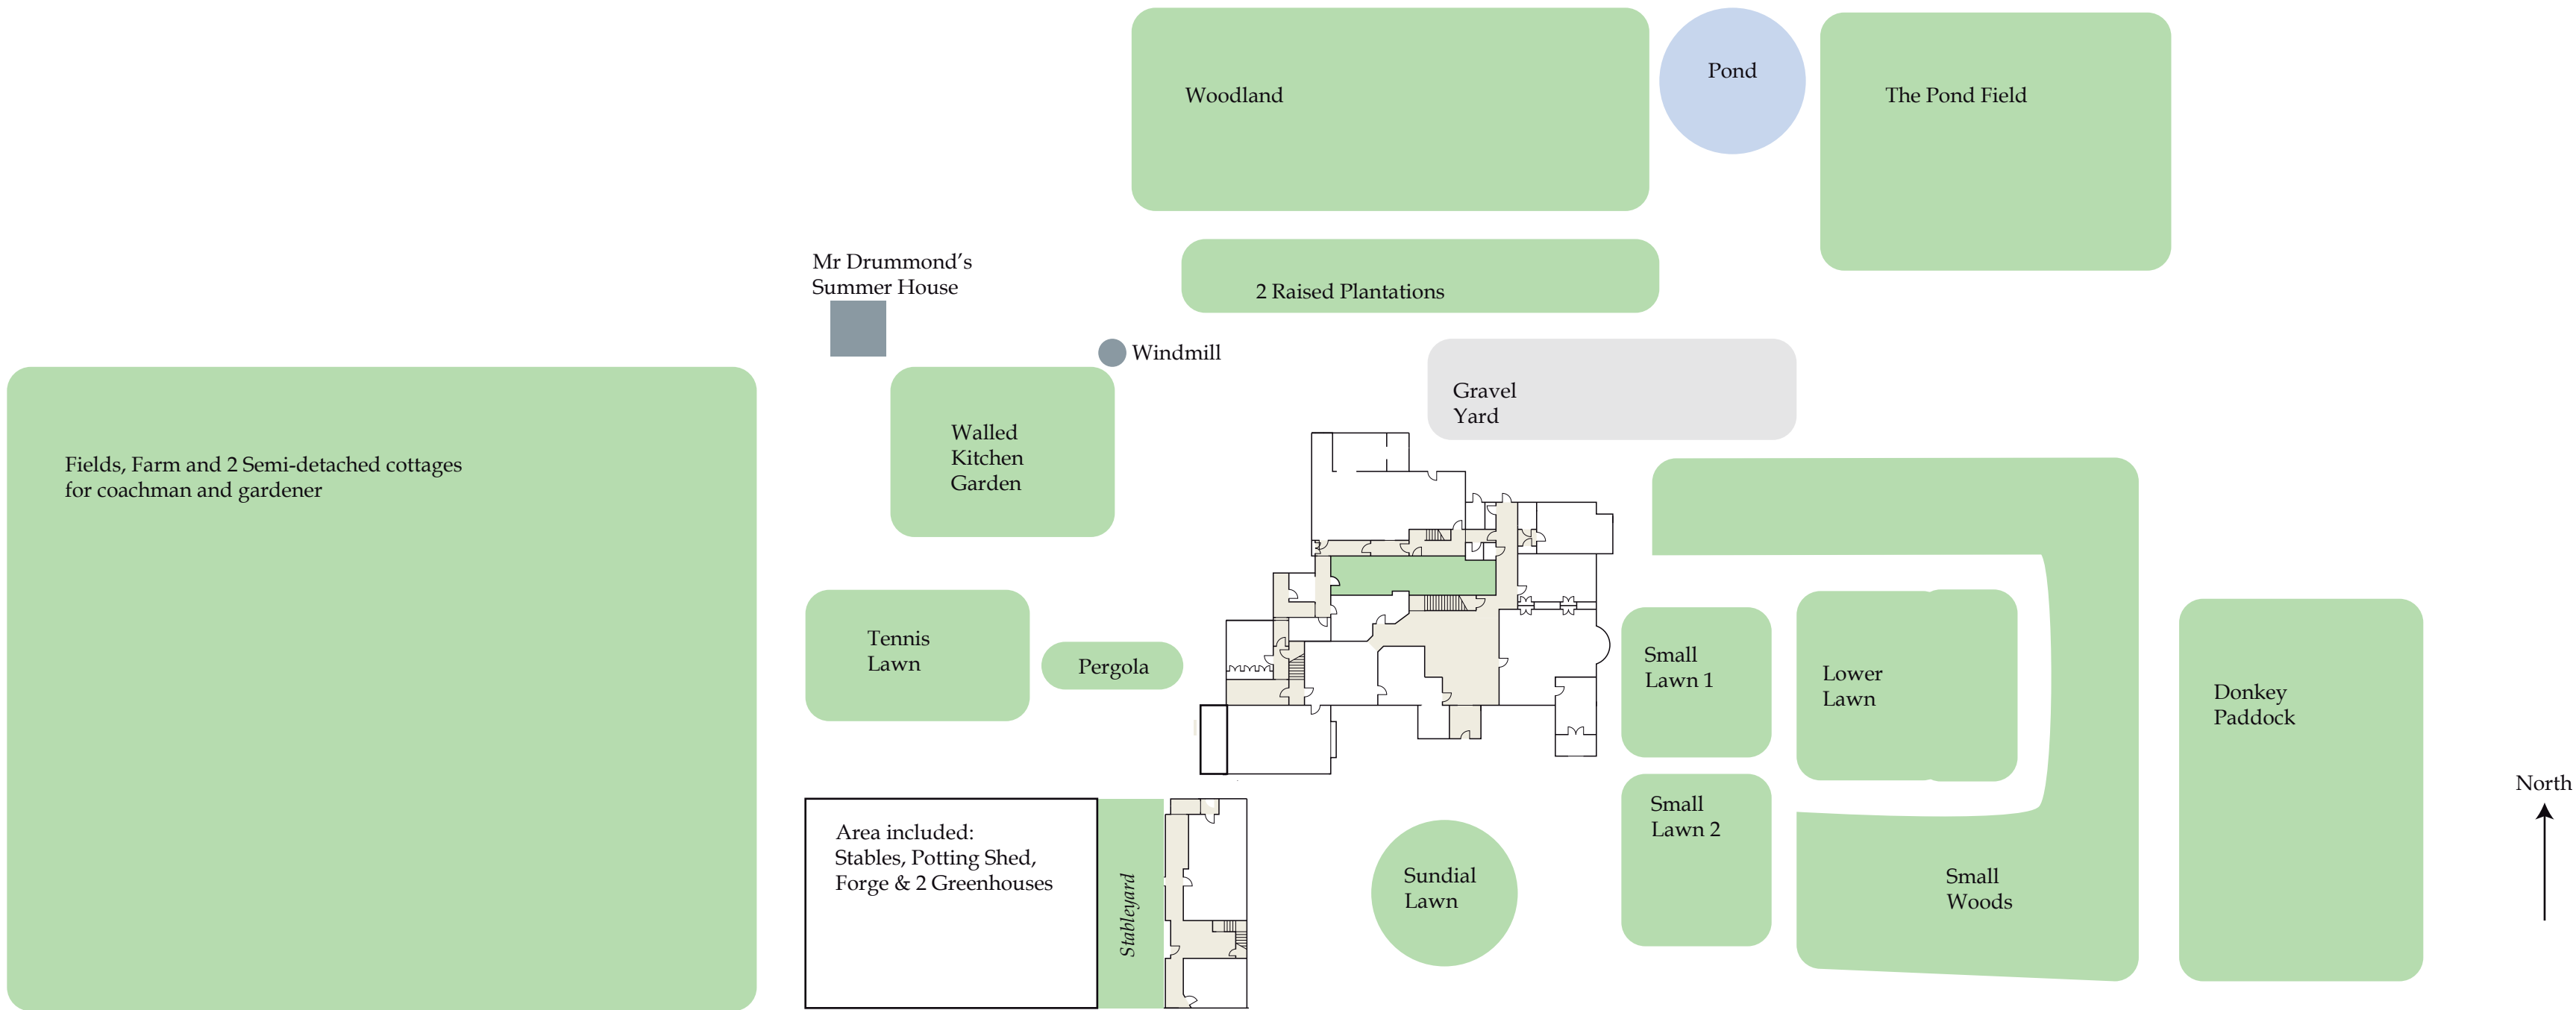 Woodland
Pond
The Pond Field
Mr Drummond’s
Summer House
2 Raised Plantations
Windmill
Gravel
Yard
Walled
Kitchen
Garden
Fields, Farm and 2 Semi-detached cottages
for coachman and gardener
Tennis
Lawn
Pergola
Small
Lawn 1
Lower
Lawn
Donkey
Paddock
North
Small
Lawn 2
Area included:
Stables, Potting Shed,
Forge & 2 Greenhouses
Stableyard
Sundial
Lawn
Small
Woods